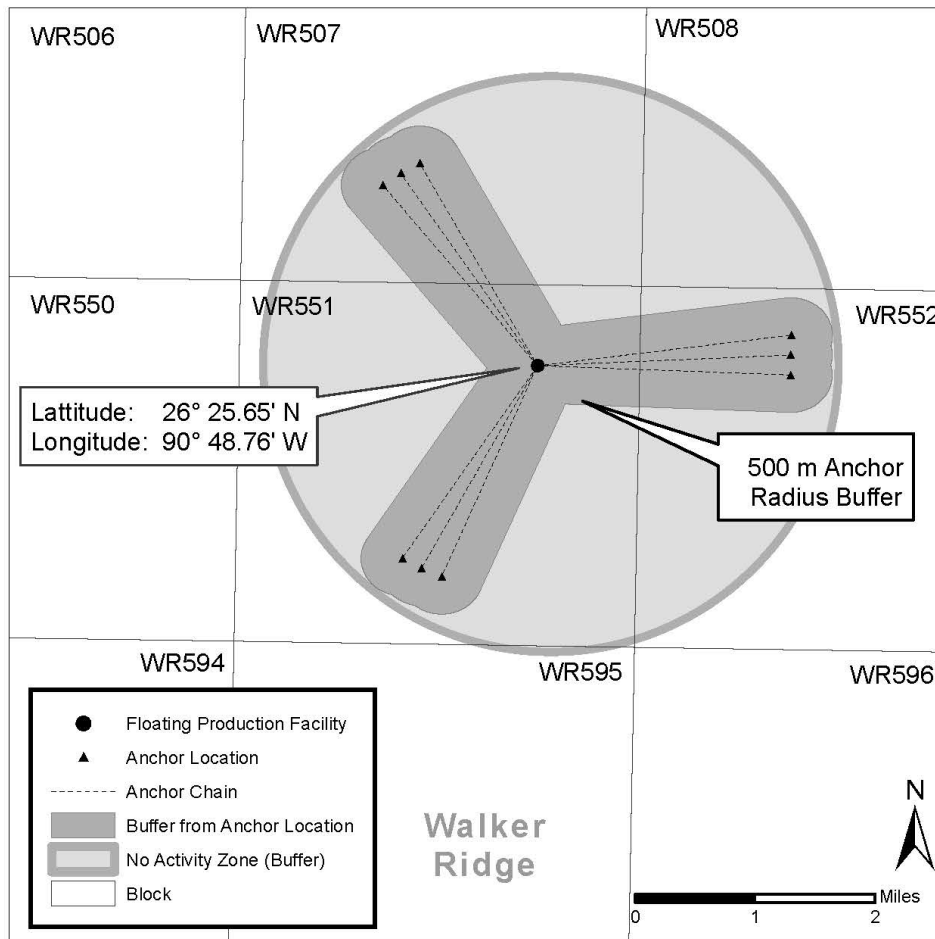 WR506
WR507
WR508
WR550
WR551
WR552
Lattitude: 26° 25.65' N
Longitude: 90° 48.76' W
500 m Anchor
Radius Buffer
WR594
WR595
WR596
Floating Production Facility
Anchor Location
Anchor Chain
Buffer from Anchor Location
No Activity Zone (Buffer)
Block
Walker
Ridge
N
Miles
0 1 2